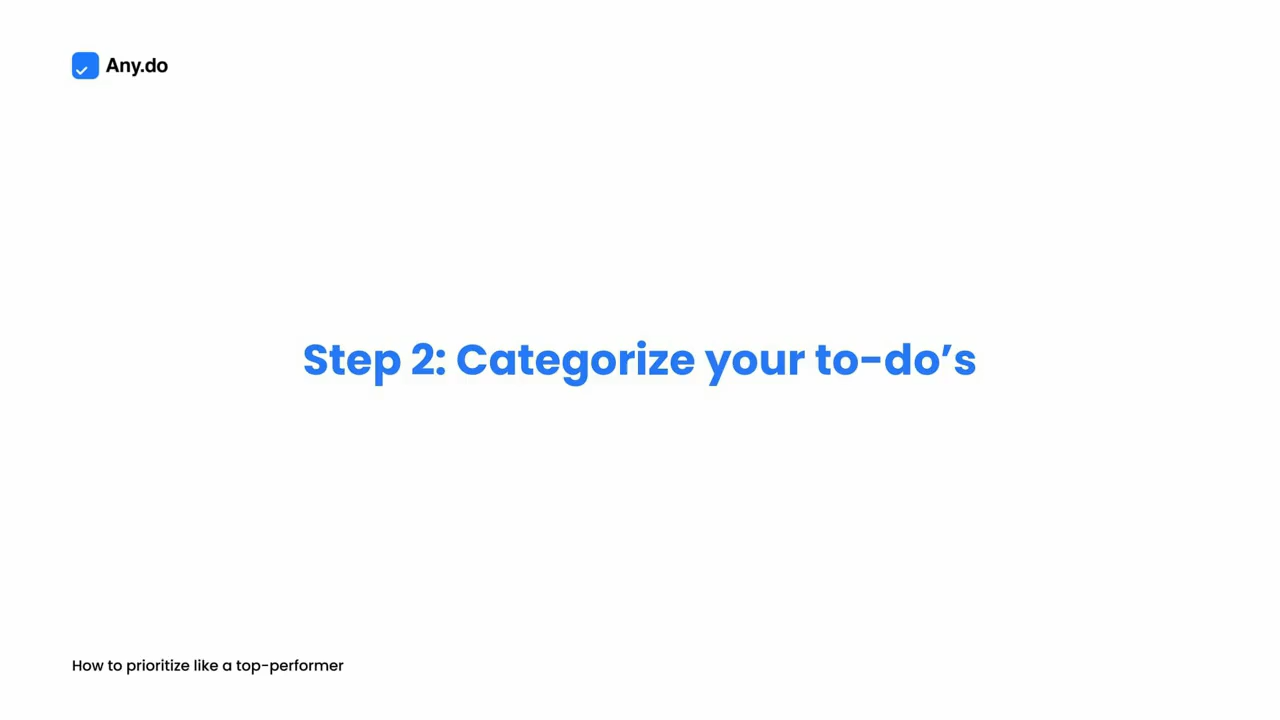 Any.do
Step 2: Categorize your to-do’s
How to prioritize like a top-performer